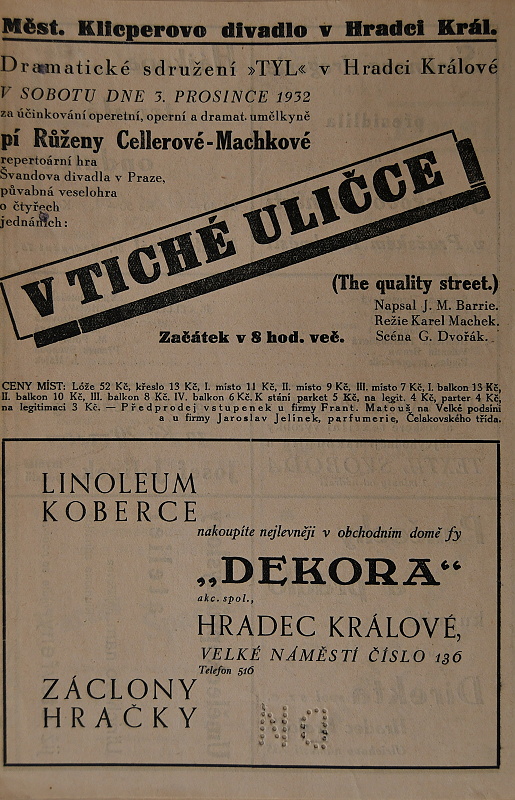 Měst. Klicperovo divadlo v Hradci Král.
Dramatické sdružení »TYL« v Hradci Králové
V SOBOTU DNE 3. PROSINCE 1932
za účinkování operetní, operní a dramat. umělkyně
pí Růženy Cellerové-Machkové
repertoární hra
Švandova divadla v Praze,
půvabná veselohra
o čtyřech
jednáních:
V TICHÉ ULIČCE
(The quality street.)
Napsal J. M. Barrie.
Režie Karel Machek.
Scéna G. Dvořák.
Začátek v 8 hod. več.
CENY MÍST: Lóže 52 Kč, křeslo 13 Kč, I. místo 11 Kč, II. místo 9 Kč, III. místo 7 Kč, I. balkon 13 Kč,
II. balkon 10 Kč, III. balkon 8 Kč. IV. balkon 6 Kč. K stání parket 5 Kč, na legit. 4 Kč, parter 4 Kč,
na legitimaci 3 Kč. — Předprodej vstupenek u firmy Frant. Matouš na Velké podsíni
a u firmy Jaroslav Jelínek, parfumerie, Čelakovského třída.
LINOLEUM
KOBERCE
nakoupíte nejlevněji v obchodním domě fy
„DEKORA“
akc. spol.,
HRADEC KRÁLOVÉ,
VELKÉ NÁMĚSTÍ ČÍSLO 136
Telefon 516
ZÁCLONY
HRAČKY